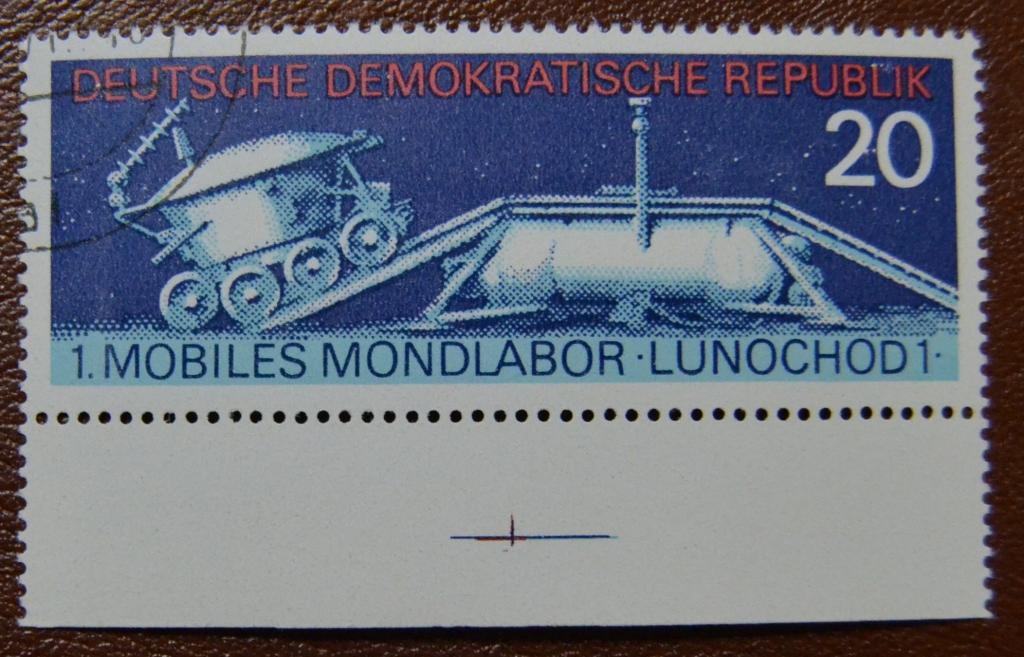 DEUTSCHE DEMOKRATISCHE REPUBLIK
20
1. MOBILES MONDLABOR · LUNOCHOD 1 ·